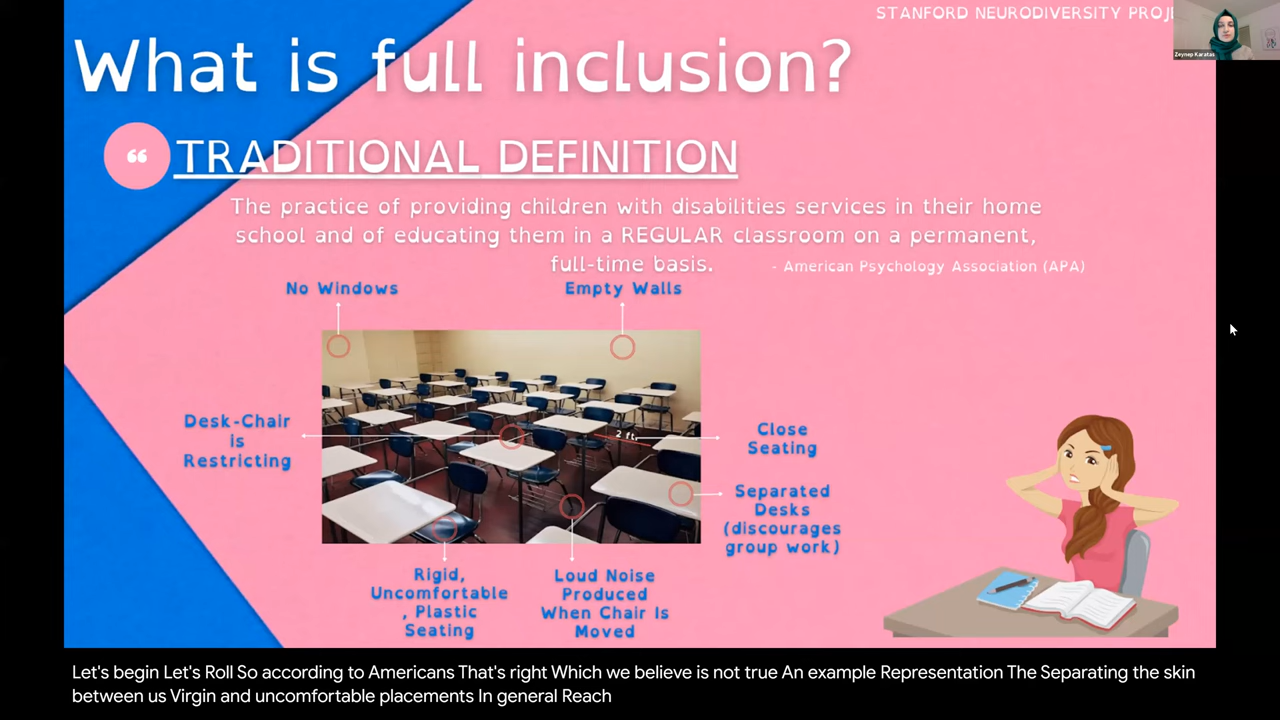 STANFORD NEURODIVERSITY PROJ
Zeynep Karatas
What is full inclusion?
“
TRADITIONAL DEFINITION
The practice of providing children with disabilities services in their home
school and of educating them in a REGULAR classroom on a permanent,
full-time basis.
- American Psychology Association (APA)
No Windows
Empty Walls
Desk-Chair
is
Restricting
2 ft.
Close
Seating
Separated
Desks
(discourages
group work)
Rigid,
Uncomfortable
, Plastic
Seating
Loud Noise
Produced
When Chair Is
Moved
Let's begin Let's Roll So according to Americans That's right Which we believe is not true An example Representation The Separating the skin
between us Virgin and uncomfortable placements In general Reach